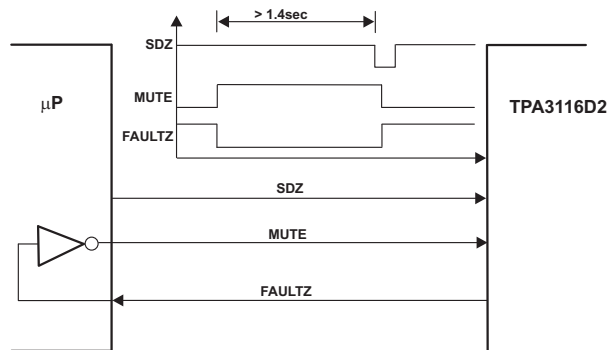 > 1.4sec
SDZ
MUTE
FAULTZ
μP
TPA3116D2
SDZ
MUTE
FAULTZ